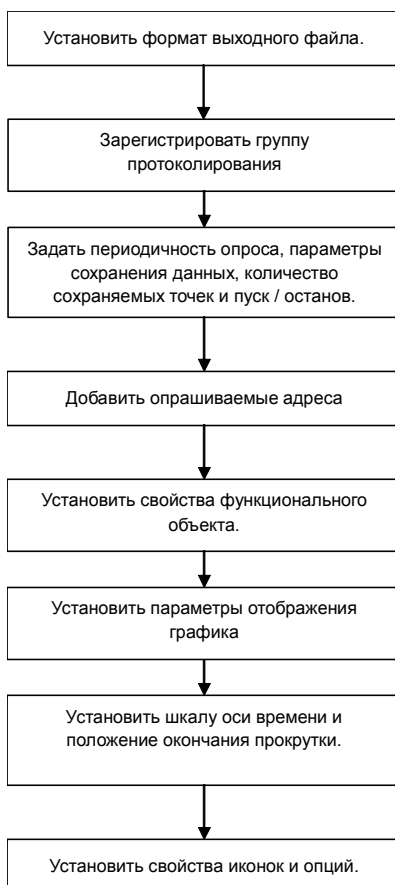 Установить формат выходного файла.
Зарегистрировать группу
протоколирования
Задать периодичность опроса, параметры
сохранения данных, количество
сохраняемых точек и пуск / останов.
Добавить опрашиваемые адреса
Установить свойства функционального
объекта.
Установить параметры отображения
графика
Установить шкалу оси времени и
положение окончания прокрутки.
Установить свойства иконок и опций.